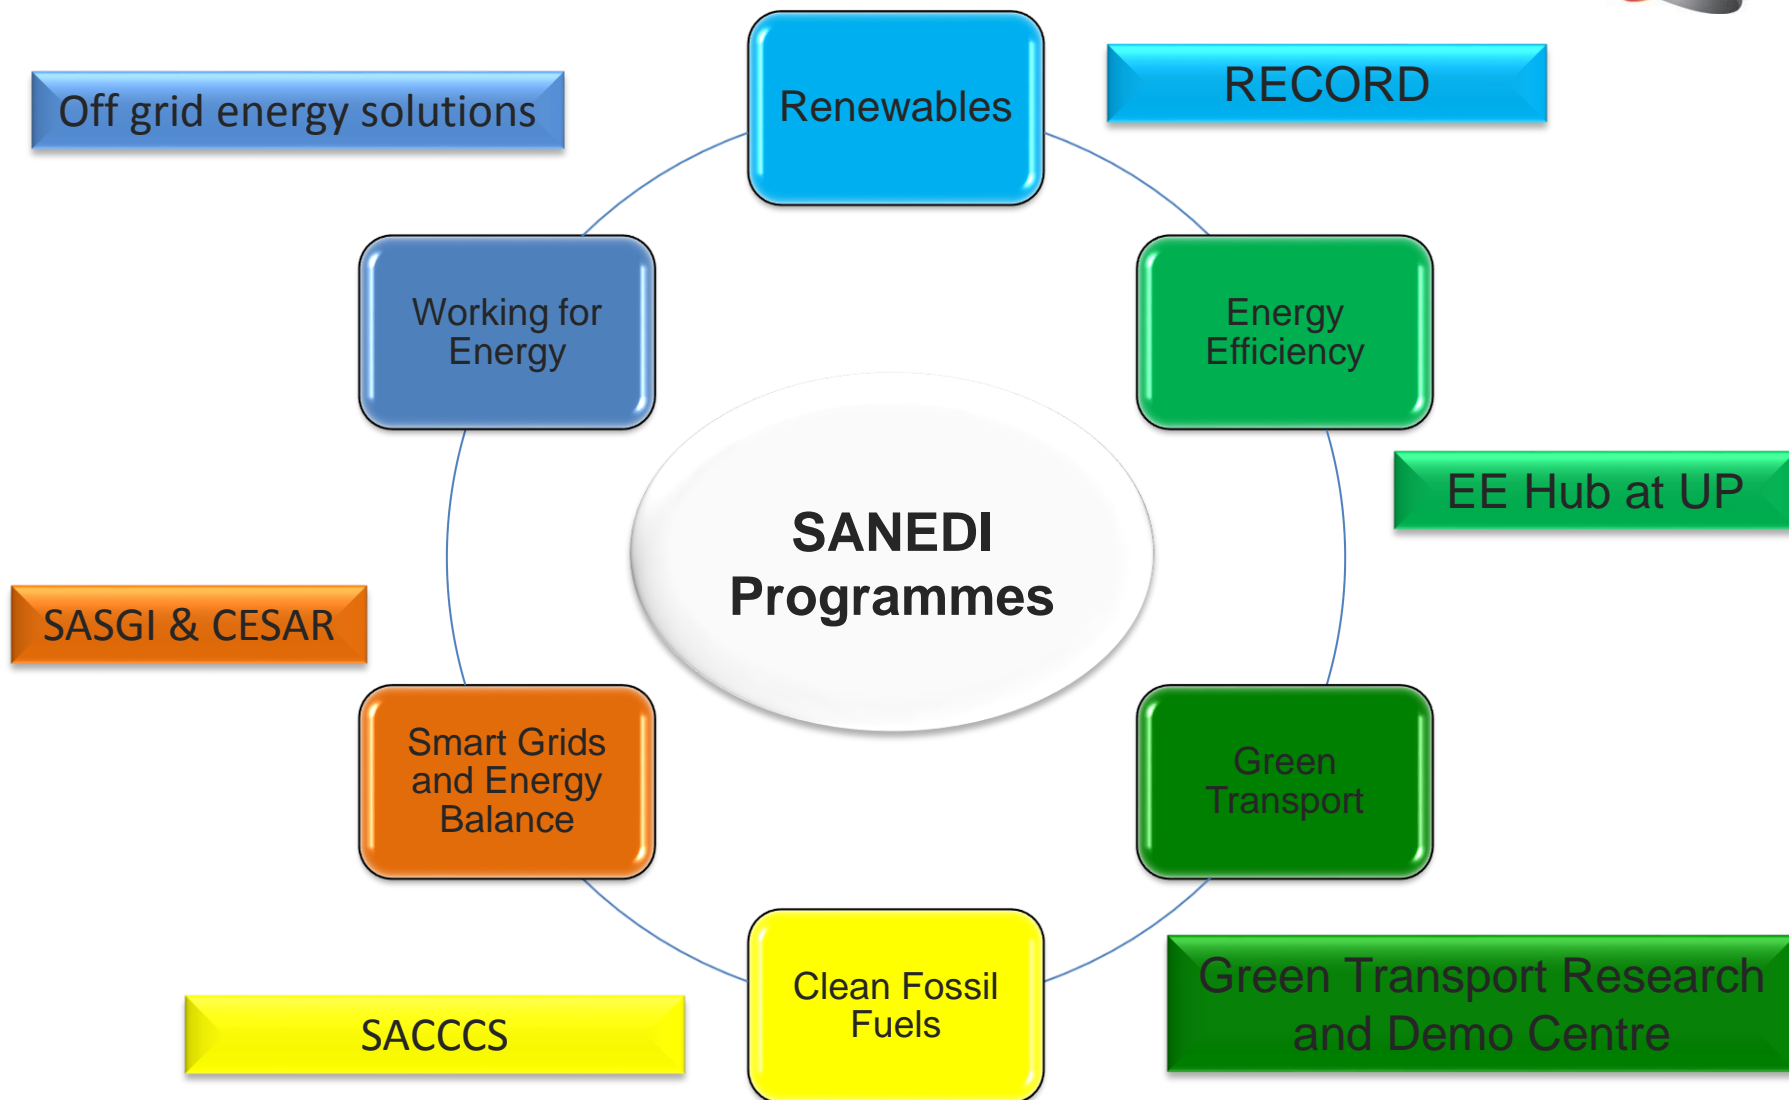 Renewables
RECORD
Off grid energy solutions
Working for
Energy
Energy
Efficiency
EE Hub at UP
SANEDI
Programmes
SASGI & CESAR
Smart Grids
and Energy
Balance
Green
Transport
Clean Fossil
Fuels
Green Transport Research
and Demo Centre
SACCCS